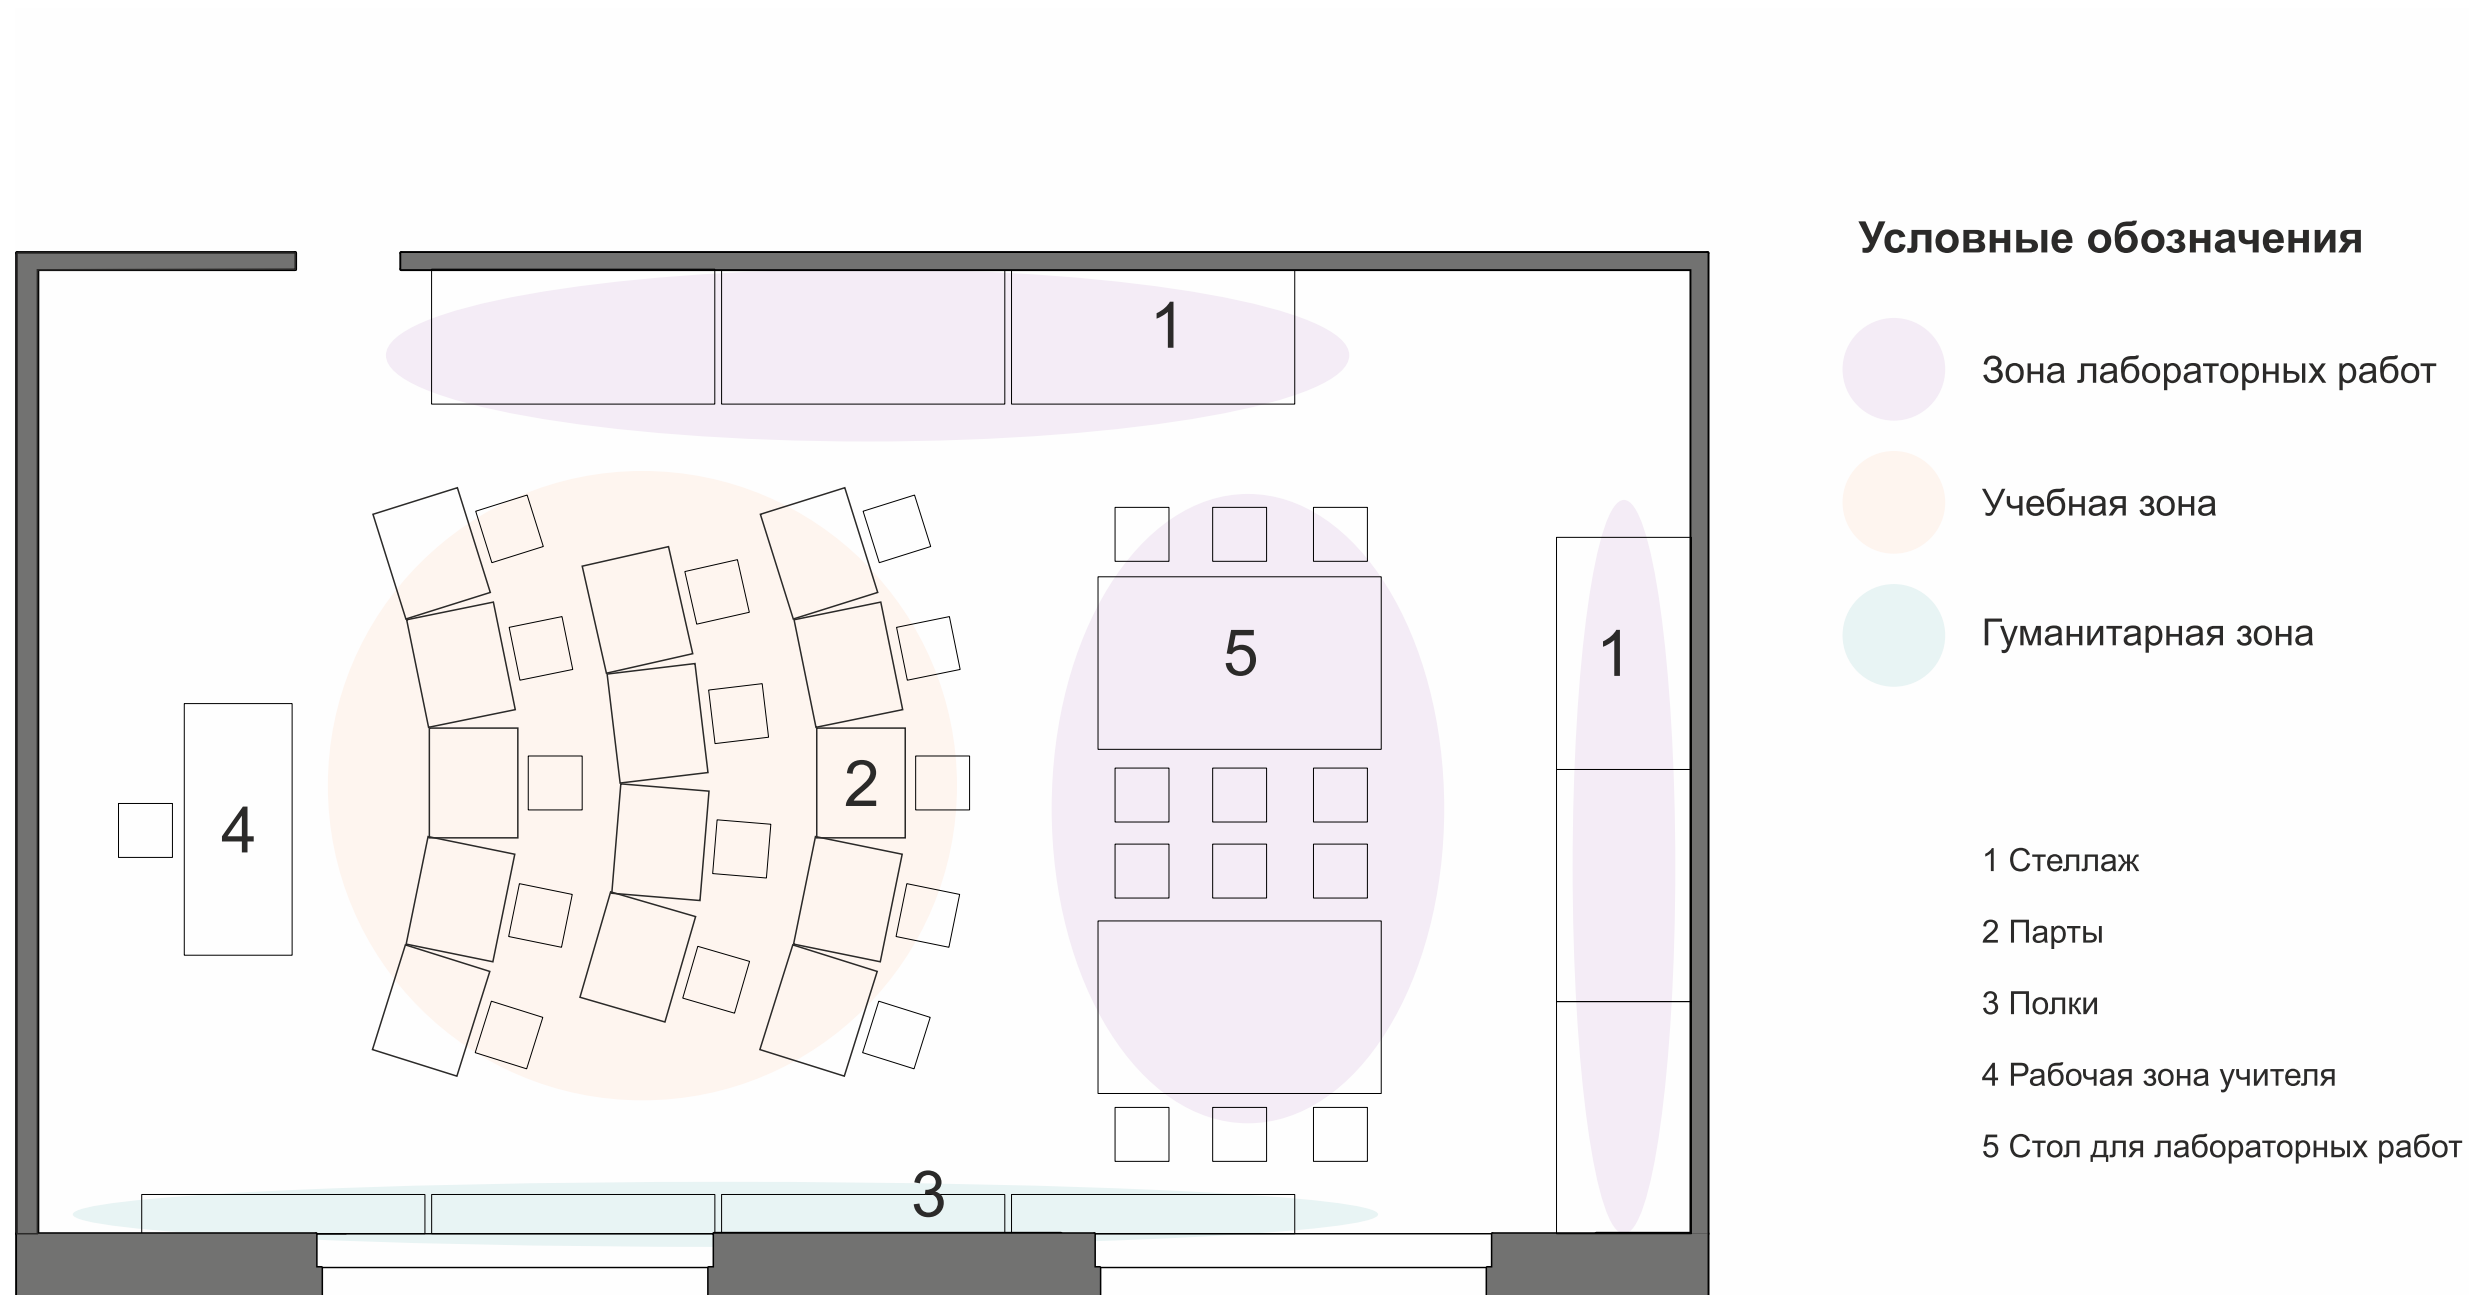 Условные обозначения
Зона лабораторных работ
Учебная зона
Гуманитарная зона
1
5
1
2
4
3
1 Стеллаж
2 Парты
3 Полки
4 Рабочая зона учителя
5 Стол для лабораторных работ